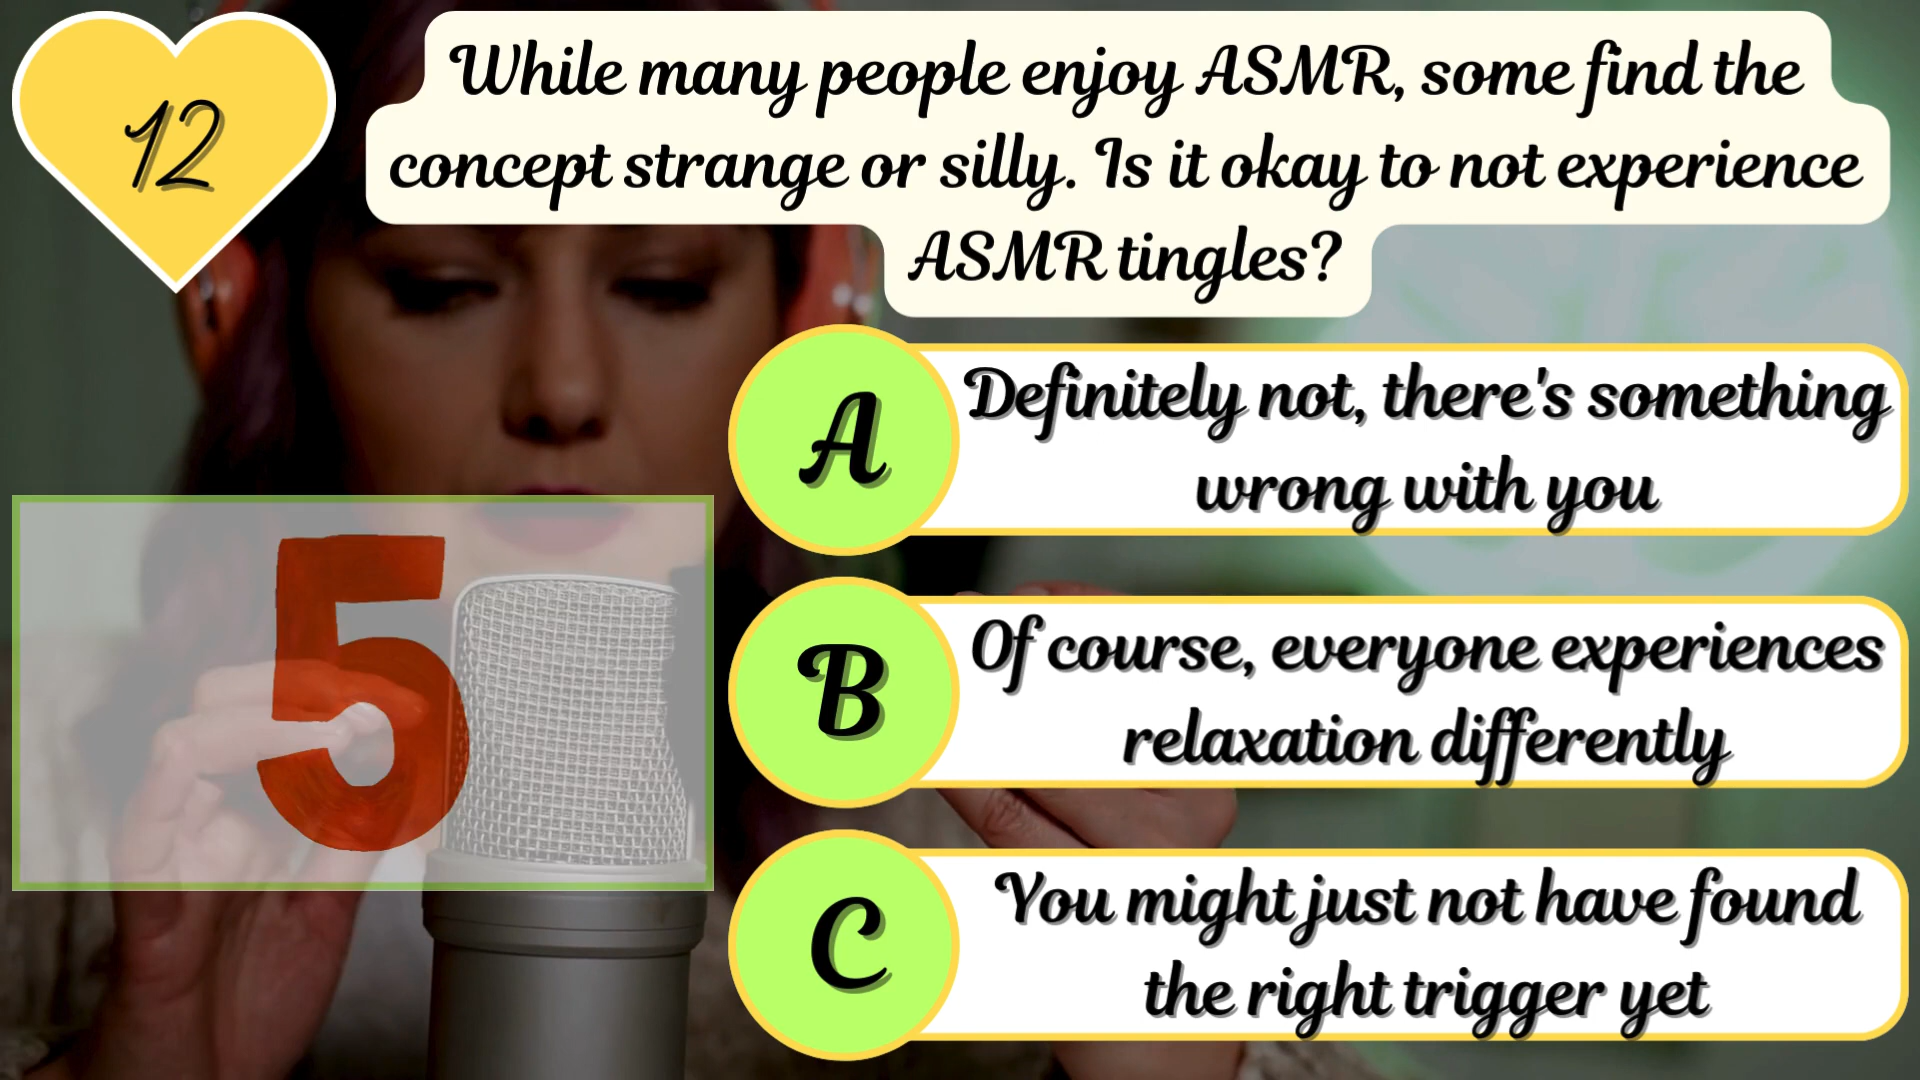 12
While many people enjoy ASMR, some find the
concept strange or silly. Is it okay to not experience
ASMR tingles?
A
Definitely not, there's something
wrong with you
5
B
Of course, everyone experiences
relaxation differently
C
You might just not have found
the right trigger yet